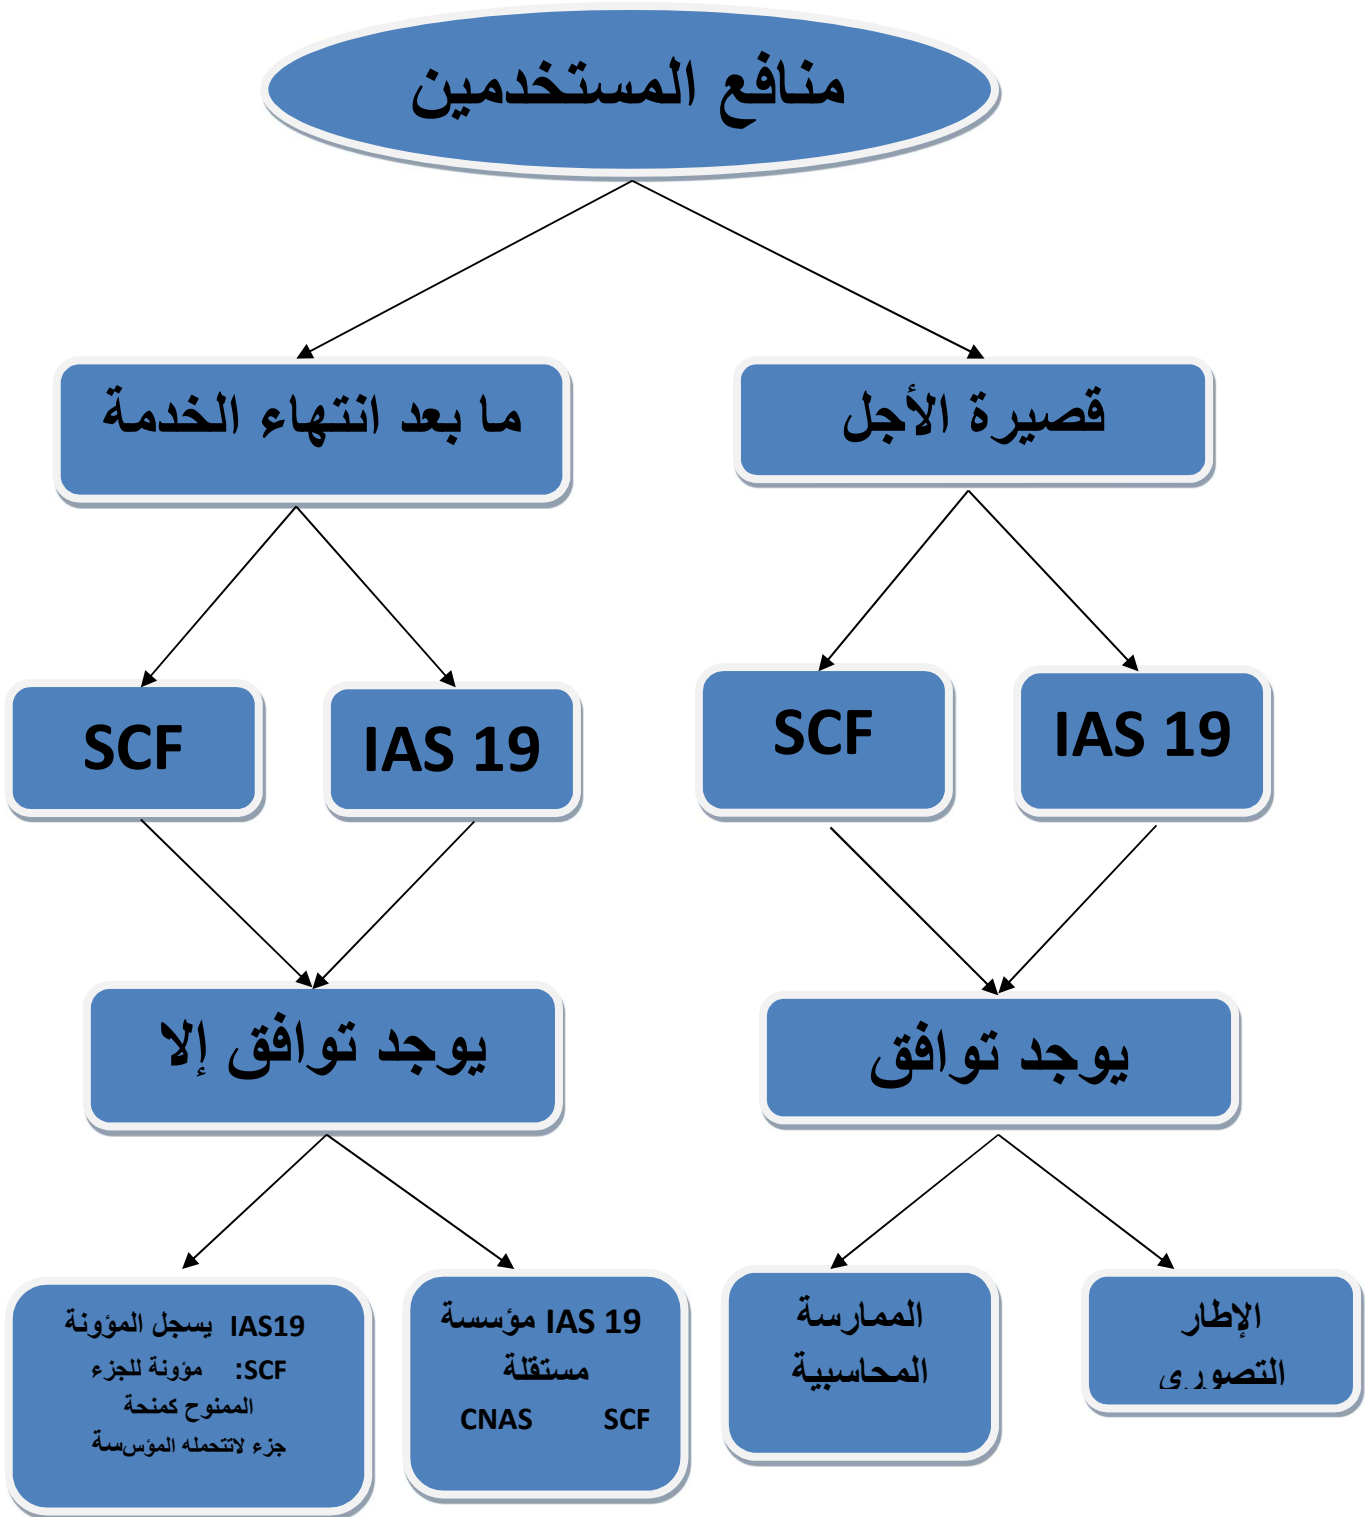 منافع المستخدمين
قصيرة الأجل
ما بعد انتهاء الخدمة
IAS 19
SCF
IAS 19
SCF
يوجد توافق
يوجد توافق إلا
الإطار
التصوري
الممارسة
المحاسبية
IAS 19 مؤسسة
مستقلة
SCF CNAS
IAS19 يسجل المؤونة
SCF: مؤونة للجزء
الممنوح كمنحة
جزء لاتتحمله المؤسسة